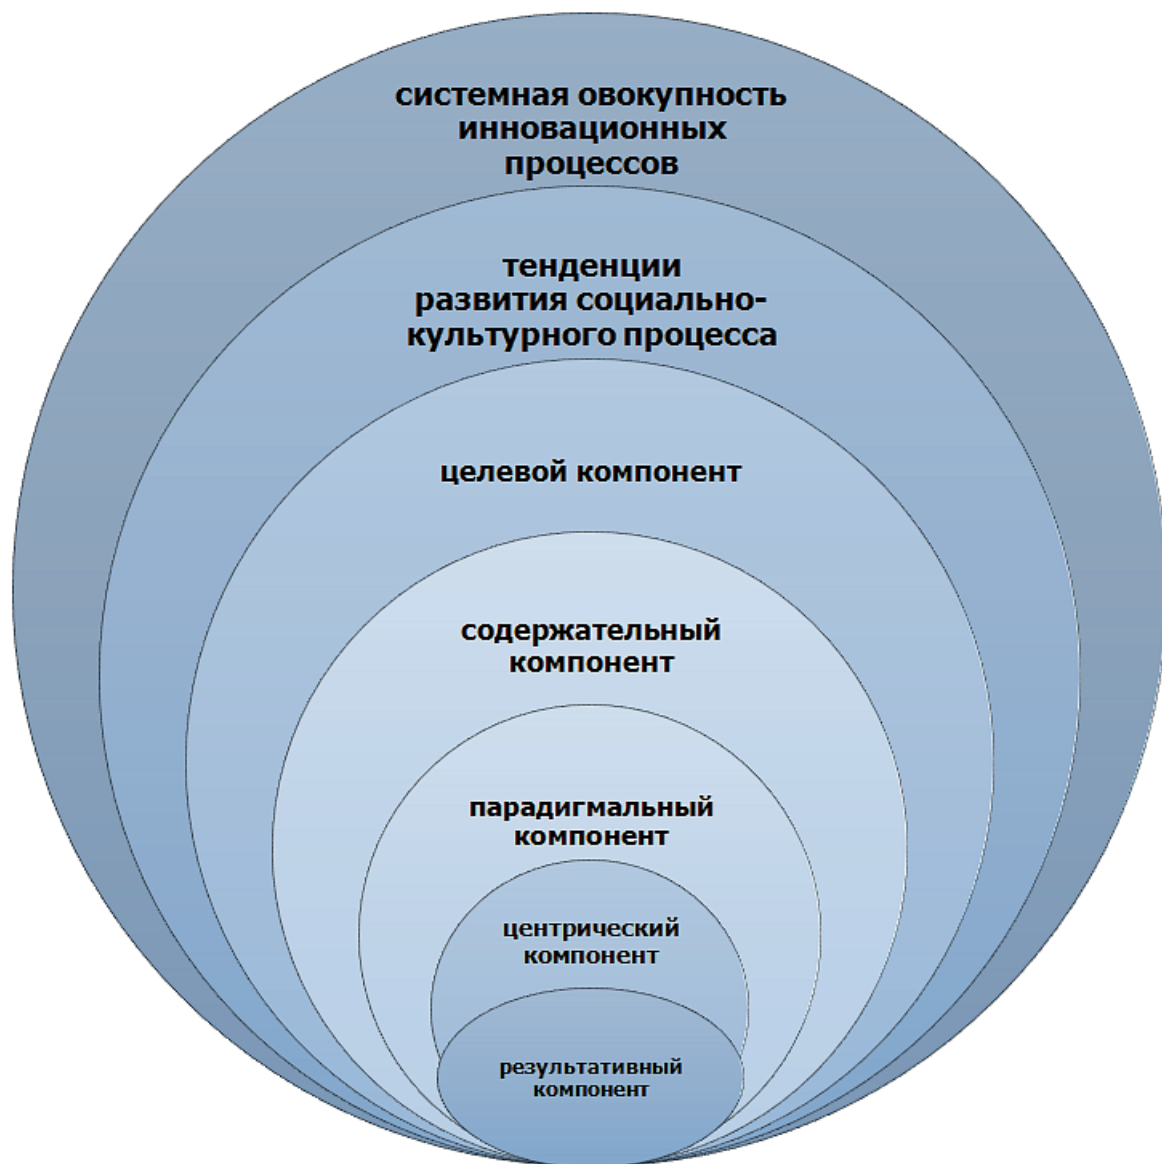 системная овокупность
инновационных
процессов
тенденции
развития социально-
культурного процесса
целевой компонент
содержательный
компонент
парадигмальный
компонент
центрический
компонент
результативный
компонент